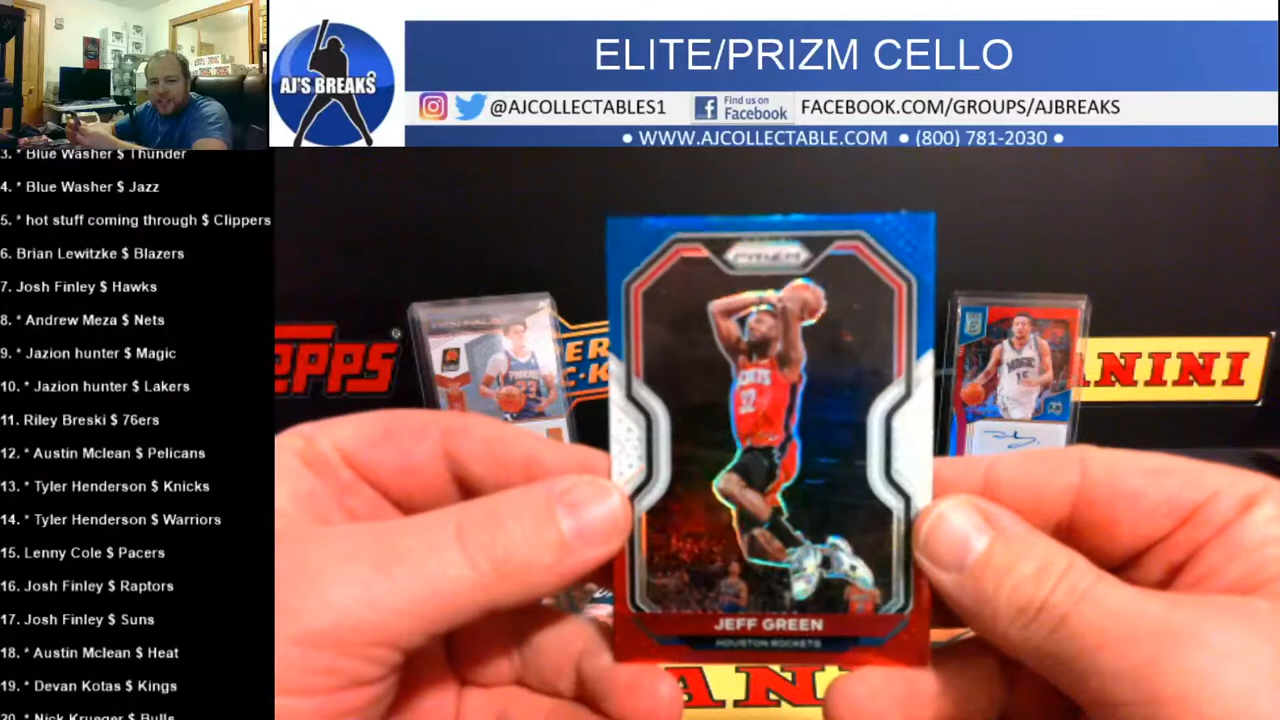 ELITE/PRIZM CELLO
AJ'S BREAKS
@AJCOLLECTABLES1 Find us on Facebook FACEBOOK.COM/GROUPS/AJBREAKS
● WWW.AJCOLLECTABLE.COM ● (800) 781-2030 ●
3. * Blue Washer $ Thunder
4. * Blue Washer $ Jazz
5. * hot stuff coming through $ Clippers
6. Brian Lewitzke $ Blazers
7. Josh Finley $ Hawks
8. * Andrew Meza $ Nets
9. * Jazion hunter $ Magic
10. * Jazion hunter $ Lakers
11. Riley Breski $ 76ers
12. * Austin Mclean $ Pelicans
13. * Tyler Henderson $ Knicks
14. * Tyler Henderson $ Warriors
15. Lenny Cole $ Pacers
16. * Josh Finley $ Raptors
17. Josh Finley $ Suns
18. * Austin Mclean $ Heat
19. * Devan Kotas $ Kings
20. * Nick Krueger $ Bulls
PRIZM
32
JEFF GREEN
HOUSTON ROCKETS
TOPPS
PANINI
MAGIC
15
PANINI